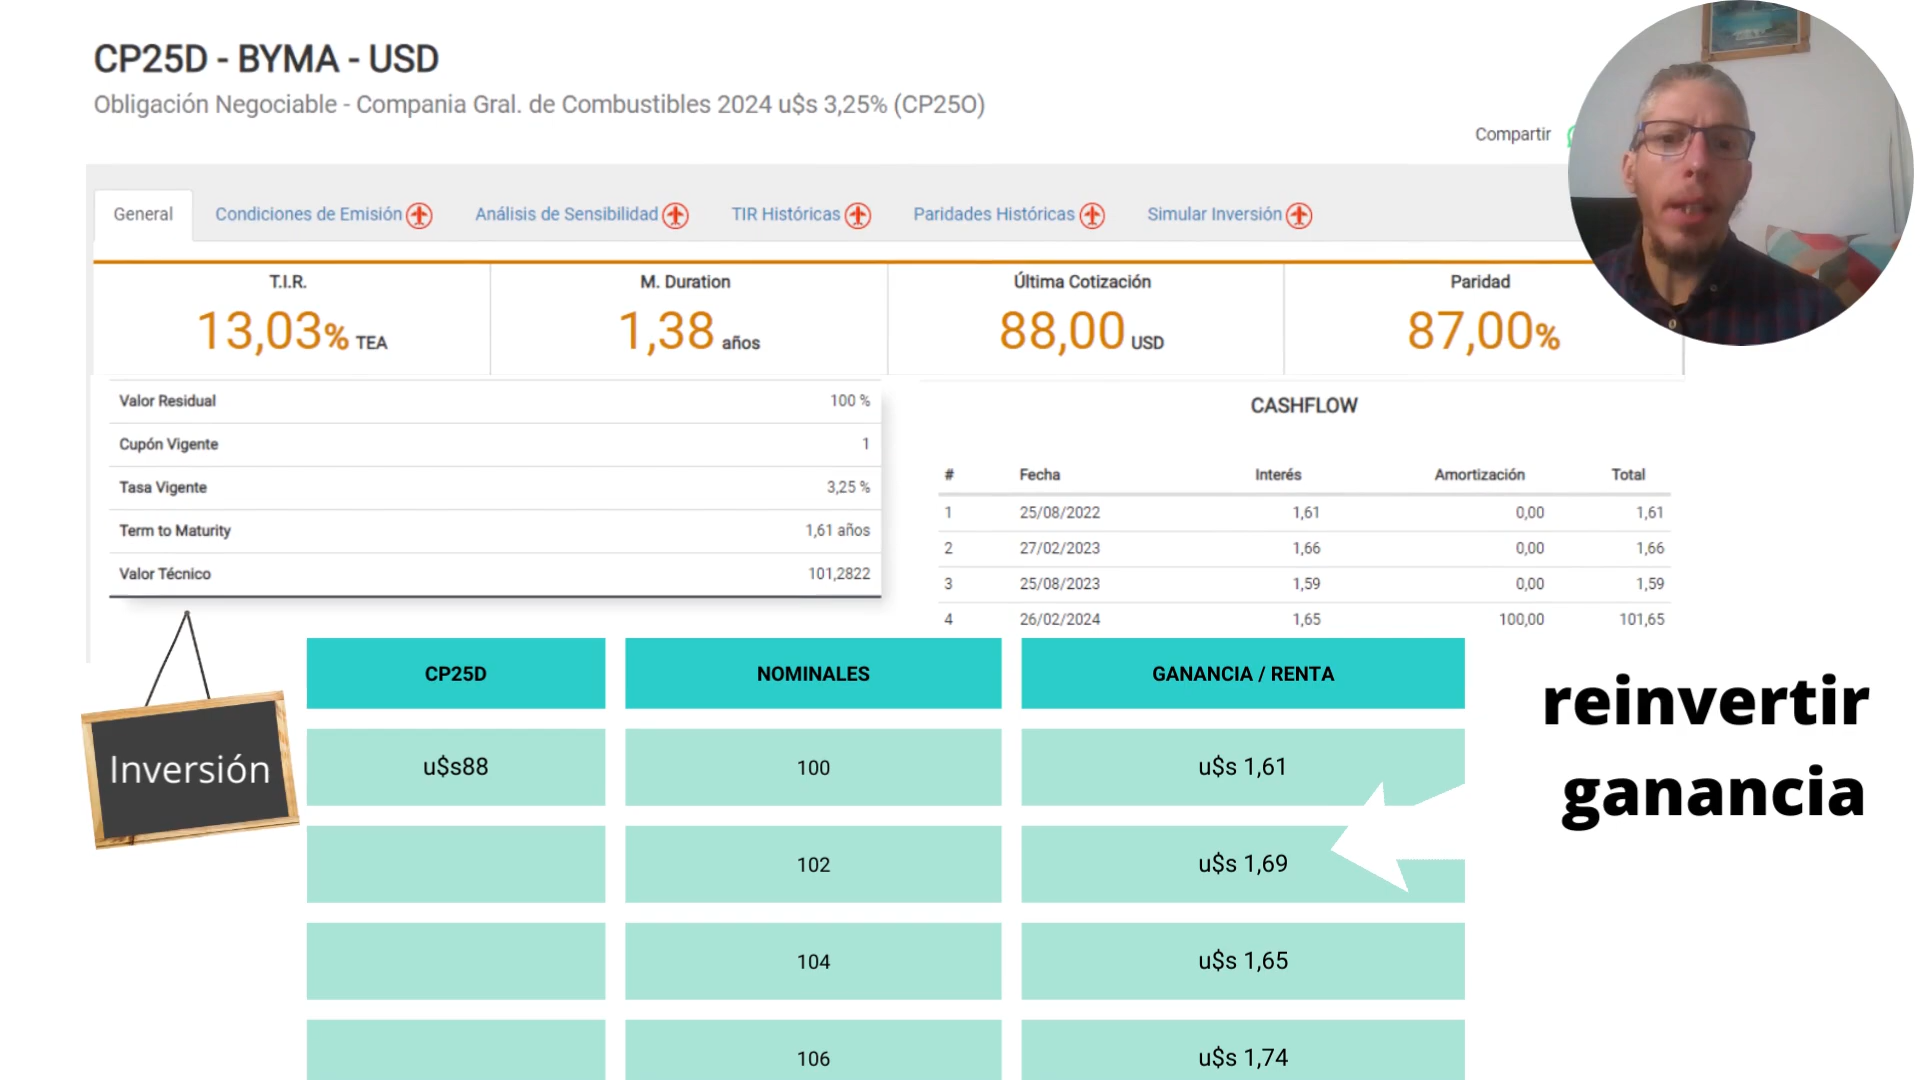 CP25D - BYMA - USD
Obligación Negociable - Compania Gral. de Combustibles 2024 u$s 3,25% (CP25O)
Compartir
General
Condiciones de Emisión
Análisis de Sensibilidad
TIR Históricas
Paridades Históricas
Simular Inversión
T.I.R.
13,03% TEA
M. Duration
1,38 años
Última Cotización
88,00 USD
Paridad
87,00%
Valor Residual 100 %
Cupón Vigente 1
Tasa Vigente 3,25 %
Term to Maturity 1,61 años
Valor Técnico 101,2822
CASHFLOW
# Fecha Interés Amortización Total
1 25/08/2022 1,61 0,00 1,61
2 27/02/2023 1,66 0,00 1,66
3 25/08/2023 1,59 0,00 1,59
4 26/02/2024 1,65 100,00 101,65
Inversión
CP25D NOMINALES GANANCIA / RENTA
u$s88 100 u$s 1,61
102 u$s 1,69
104 u$s 1,65
106 u$s 1,74
reinvertir
ganancia